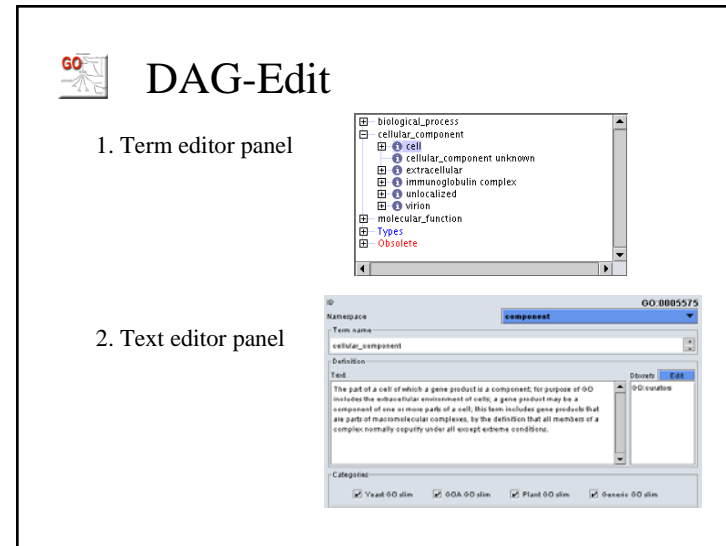 GO
DAG-Edit
1. Term editor panel
biological_process
cellular_component
cell
cellular_component unknown
extracellular
immunoglobulin complex
unlocalized
virion
molecular_function
Types
Obsolete
2. Text editor panel
ID GO:0005575
Namespace component
Term name
cellular_component
Definition
Text Dbxrefs Edit
The part of a cell of which a gene product is a component; for purpose of GO GO:curators
includes the extracellular environment of cells; a gene product may be a
component of one or more parts of a cell; this term includes gene products that
are parts of macromolecular complexes, by the definition that all members of a
complex normally copurify under all except extreme conditions.
Categories
Yeast GO slim GOA GO slim Plant GO slim Generic GO slim